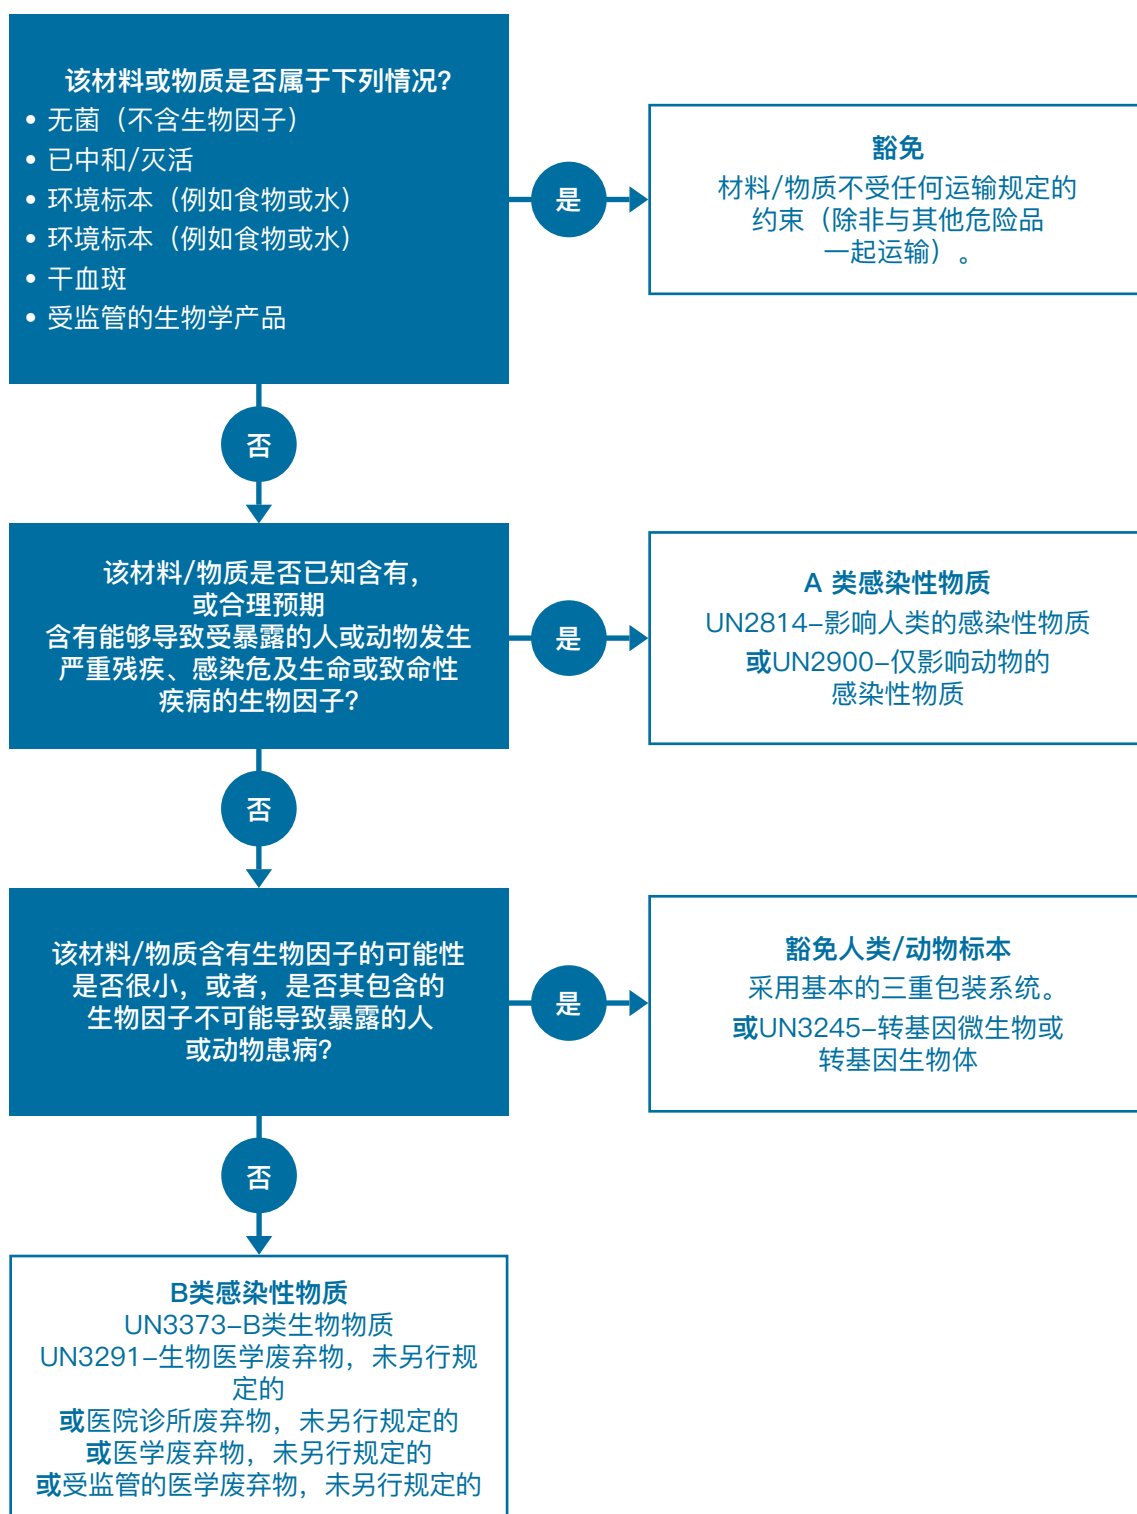 该材料或物质是否属于下列情况？
• 无菌（不含生物因子）
• 已中和/灭活
• 环境标本（例如食物或水）
• 环境标本（例如食物或水）
• 干血斑
• 受监管的生物学产品
是
豁免
材料/物质不受任何运输规定的
约束（除非与其他危险品
一起运输）。
否
该材料/物质是否已知含有，
或合理预期
含有能够导致受暴露的人或动物发生
严重残疾、感染危及生命或致命性
疾病的生物因子？
是
A 类感染性物质
UN2814–影响人类的感染性物质
或UN2900–仅影响动物的
感染性物质
否
该材料/物质含有生物因子的可能性
是否很小，或者，是否其包含的
生物因子不可能导致暴露的人
或动物患病？
是
豁免人类/动物标本
采用基本的三重包装系统。
或UN3245–转基因微生物或
转基因生物体
否
B类感染性物质
UN3373–B类生物物质
UN3291–生物医学废弃物，未另行规
定的
或医院诊所废弃物，未另行规定的
或医学废弃物，未另行规定的
或受监管的医学废弃物，未另行规定的